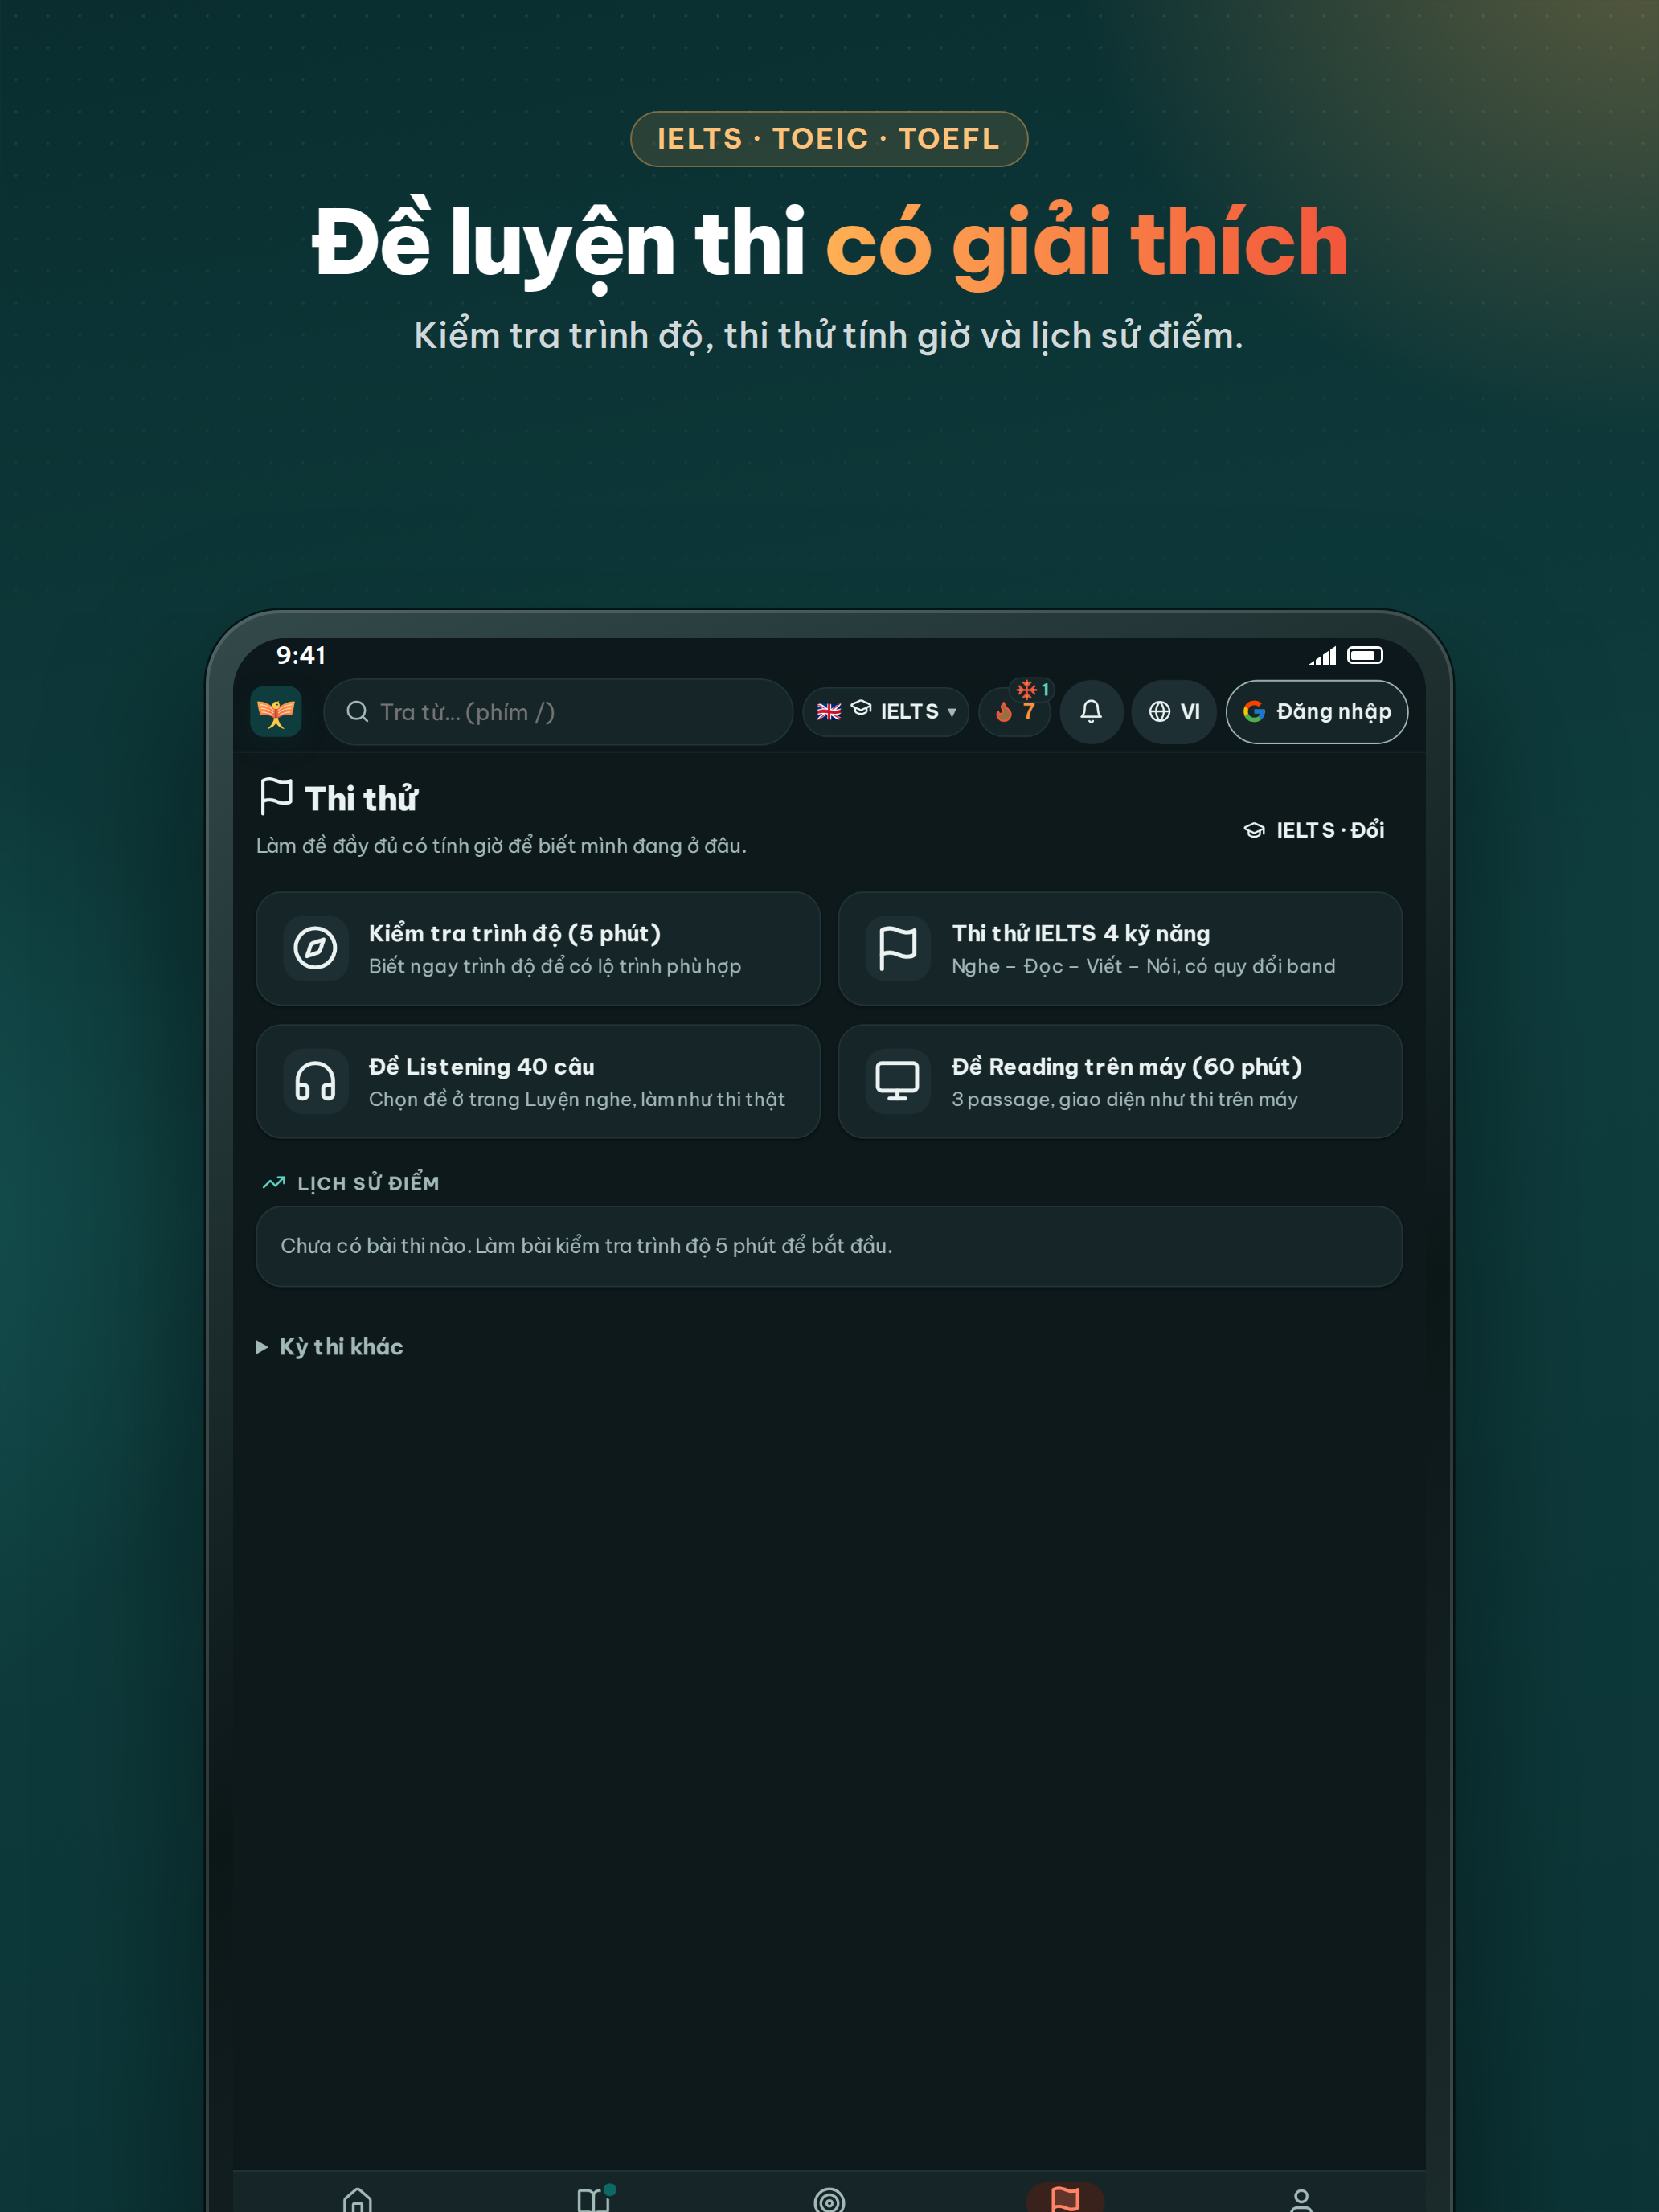 IELTS · TOEIC · TOEFL
Đề luyện thi có giải thích
Kiểm tra trình độ, thi thử tính giờ và lịch sử điểm.
9:41
Tra từ... (phím /)
IELTS ▾
7
1
VI
Đăng nhập
Thi thử
Làm đề đầy đủ có tính giờ để biết mình đang ở đâu.
IELTS · Đổi
Kiểm tra trình độ (5 phút)
Biết ngay trình độ để có lộ trình phù hợp
Thi thử IELTS 4 kỹ năng
Nghe – Đọc – Viết – Nói, có quy đổi band
Đề Listening 40 câu
Chọn đề ở trang Luyện nghe, làm như thi thật
Đề Reading trên máy (60 phút)
3 passage, giao diện như thi trên máy
LỊCH SỬ ĐIỂM
Chưa có bài thi nào. Làm bài kiểm tra trình độ 5 phút để bắt đầu.
Kỳ thi khác